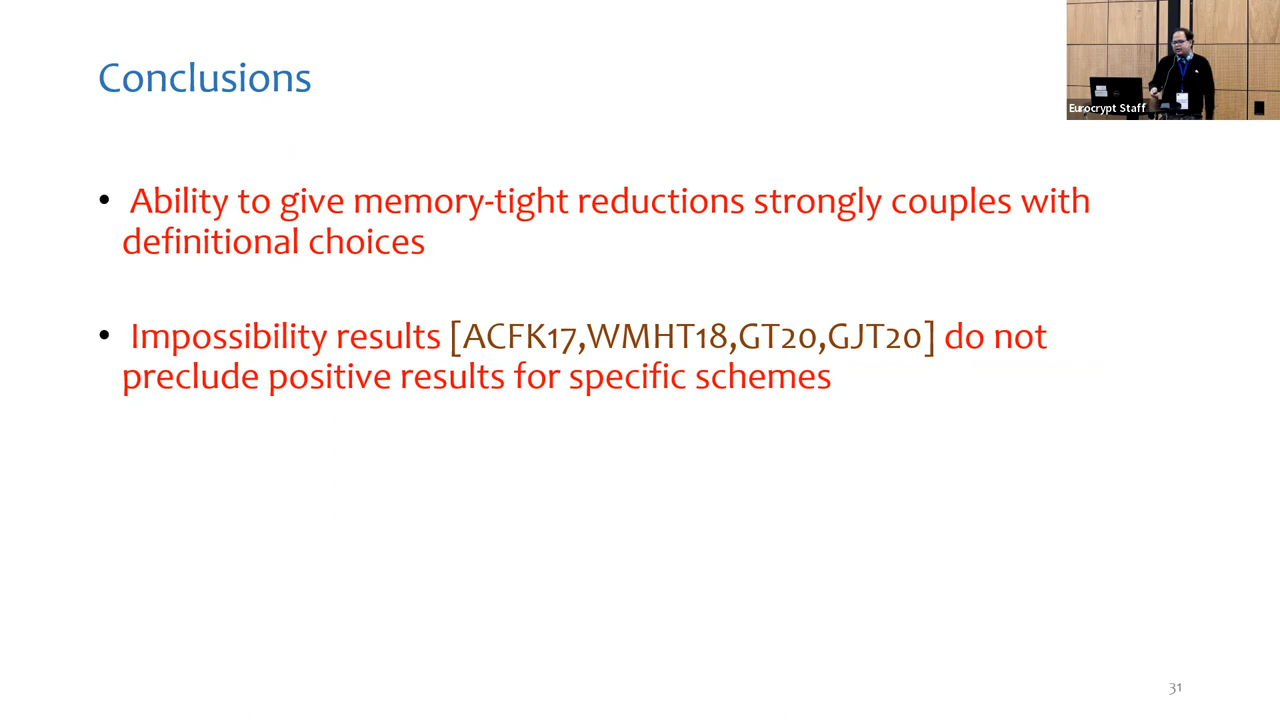 Conclusions
Eurocrypt Staff
• Ability to give memory-tight reductions strongly couples with
definitional choices
• Impossibility results [ACFK17,WMHT18,GT20,GJT20] do not
preclude positive results for specific schemes
31